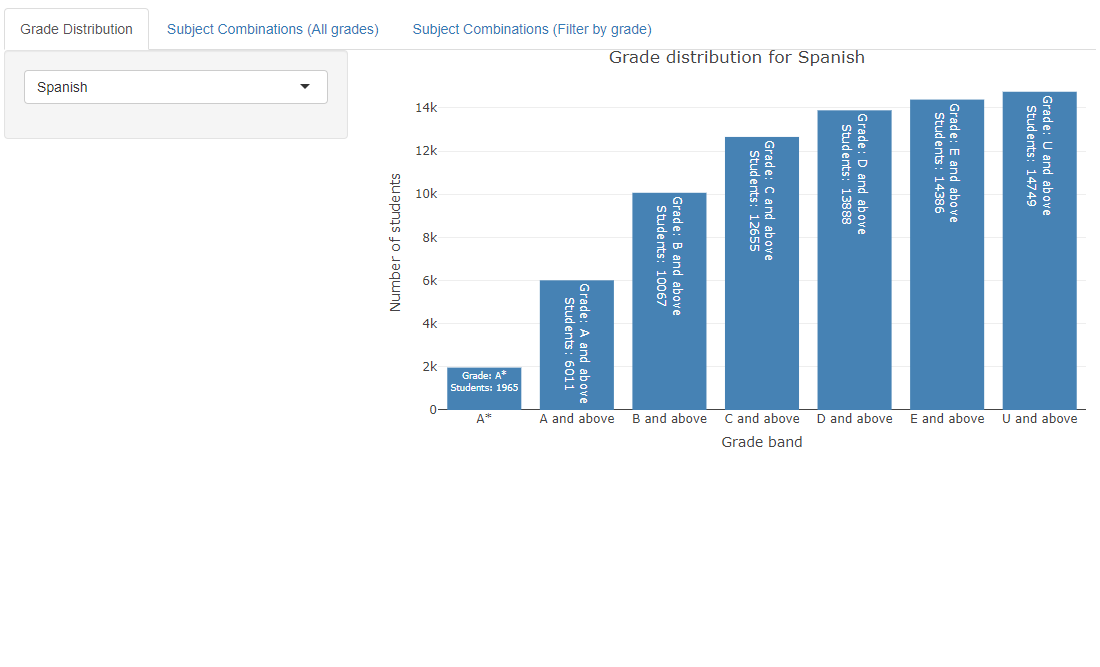 Grade Distribution
Subject Combinations (All grades)
Subject Combinations (Filter by grade)
Spanish
Grade distribution for Spanish
Number of students
14k
12k
10k
8k
6k
4k
2k
0
Grade: A*
Students: 1965
Grade: A and above
Students: 6011
Grade: B and above
Students: 10067
Grade: C and above
Students: 12655
Grade: D and above
Students: 13888
Grade: E and above
Students: 14386
Grade: U and above
Students: 14749
A*
A and above
B and above
C and above
D and above
E and above
U and above
Grade band